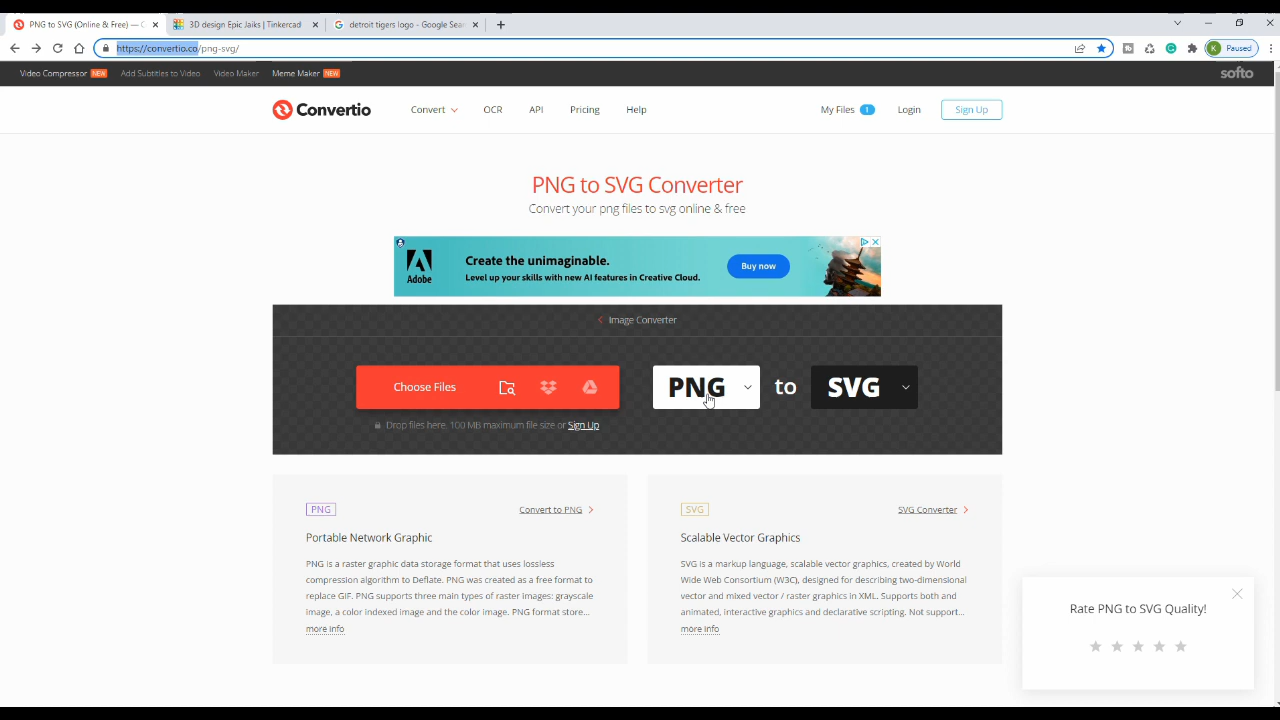 PNG to SVG (Online & Free) — C
3D design Epic Jaiks | Tinkercad
detroit tigers logo - Google Sea
https://convertio.co/png-svg/
K Paused
Video Compressor NEW Add Subtitles to Video Video Maker Meme Maker NEW
softo
Convertio Convert OCR API Pricing Help My Files 1 Login Sign Up
PNG to SVG Converter
Convert your png files to svg online & free
Adobe
Create the unimaginable.
Level up your skills with new AI features in Creative Cloud.
Buy now
Image Converter
Choose Files
PNG to SVG
Drop files here. 100 MB maximum file size or Sign Up
PNG Convert to PNG
Portable Network Graphic
PNG is a raster graphic data storage format that uses lossless
compression algorithm to Deflate. PNG was created as a free format to
replace GIF. PNG supports three main types of raster images: grayscale
image, a color indexed image and the color image. PNG format store...
more info
SVG SVG Converter
Scalable Vector Graphics
SVG is a markup language, scalable vector graphics, created by World
Wide Web Consortium (W3C), designed for describing two-dimensional
vector and mixed vector / raster graphics in XML. Supports both and
animated, interactive graphics and declarative scripting. Not support...
more info
Rate PNG to SVG Quality!